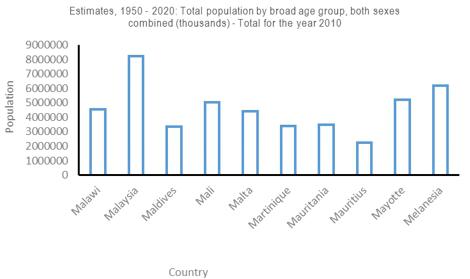 Estimates, 1950 - 2020: Total population by broad age group, both sexes
combined (thousands) - Total for the year 2010
Population
9000000
8000000
7000000
6000000
5000000
4000000
3000000
2000000
1000000
0
Malawi
Malaysia
Maldives
Mali
Malta
Martinique
Mauritania
Mauritius
Mayotte
Melanesia
Country